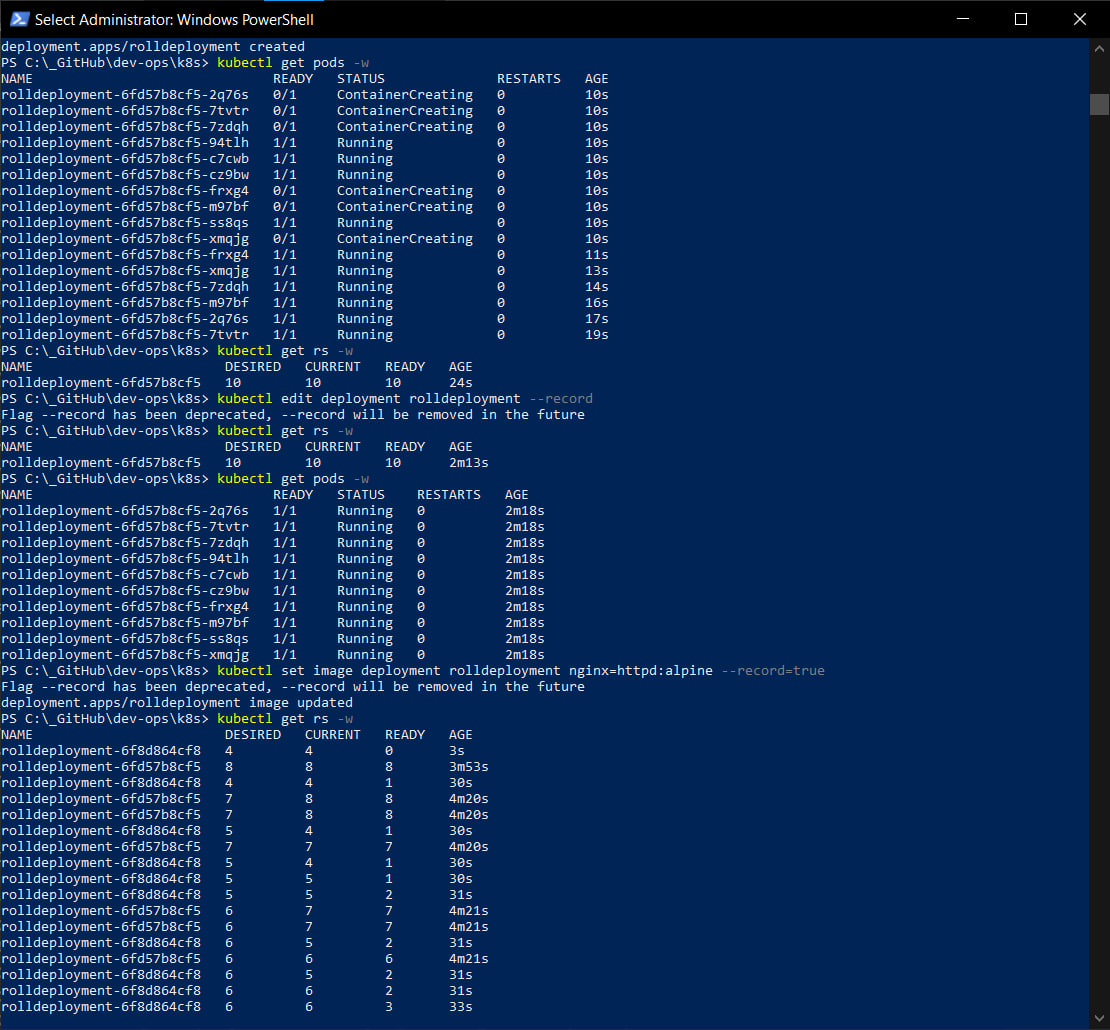 Select Administrator: Windows PowerShell
deployment.apps/rolldeployment created
PS C:\_GitHub\dev-ops\k8s> kubectl get pods -w
NAME READY STATUS RESTARTS AGE
rolldeployment-6fd57b8cf5-2q76s 0/1 ContainerCreating 0 10s
rolldeployment-6fd57b8cf5-7tvtr 0/1 ContainerCreating 0 10s
rolldeployment-6fd57b8cf5-7zdqh 0/1 ContainerCreating 0 10s
rolldeployment-6fd57b8cf5-94tlh 1/1 Running 0 10s
rolldeployment-6fd57b8cf5-c7cwb 1/1 Running 0 10s
rolldeployment-6fd57b8cf5-cz9bw 1/1 Running 0 10s
rolldeployment-6fd57b8cf5-frxg4 0/1 ContainerCreating 0 10s
rolldeployment-6fd57b8cf5-m97bf 0/1 ContainerCreating 0 10s
rolldeployment-6fd57b8cf5-ss8qs 1/1 Running 0 10s
rolldeployment-6fd57b8cf5-xmqjg 0/1 ContainerCreating 0 10s
rolldeployment-6fd57b8cf5-frxg4 1/1 Running 0 11s
rolldeployment-6fd57b8cf5-xmqjg 1/1 Running 0 13s
rolldeployment-6fd57b8cf5-7zdqh 1/1 Running 0 14s
rolldeployment-6fd57b8cf5-m97bf 1/1 Running 0 16s
rolldeployment-6fd57b8cf5-2q76s 1/1 Running 0 17s
rolldeployment-6fd57b8cf5-7tvtr 1/1 Running 0 19s
PS C:\_GitHub\dev-ops\k8s> kubectl get rs -w
NAME DESIRED CURRENT READY AGE
rolldeployment-6fd57b8cf5 10 10 10 24s
PS C:\_GitHub\dev-ops\k8s> kubectl edit deployment rolldeployment --record
Flag --record has been deprecated, --record will be removed in the future
PS C:\_GitHub\dev-ops\k8s> kubectl get rs -w
NAME DESIRED CURRENT READY AGE
rolldeployment-6fd57b8cf5 10 10 10 2m13s
PS C:\_GitHub\dev-ops\k8s> kubectl get pods -w
NAME READY STATUS RESTARTS AGE
rolldeployment-6fd57b8cf5-2q76s 1/1 Running 0 2m18s
rolldeployment-6fd57b8cf5-7tvtr 1/1 Running 0 2m18s
rolldeployment-6fd57b8cf5-7zdqh 1/1 Running 0 2m18s
rolldeployment-6fd57b8cf5-94tlh 1/1 Running 0 2m18s
rolldeployment-6fd57b8cf5-c7cwb 1/1 Running 0 2m18s
rolldeployment-6fd57b8cf5-cz9bw 1/1 Running 0 2m18s
rolldeployment-6fd57b8cf5-frxg4 1/1 Running 0 2m18s
rolldeployment-6fd57b8cf5-m97bf 1/1 Running 0 2m18s
rolldeployment-6fd57b8cf5-ss8qs 1/1 Running 0 2m18s
rolldeployment-6fd57b8cf5-xmqjg 1/1 Running 0 2m18s
PS C:\_GitHub\dev-ops\k8s> kubectl set image deployment rolldeployment nginx=httpd:alpine --record=true
Flag --record has been deprecated, --record will be removed in the future
deployment.apps/rolldeployment image updated
PS C:\_GitHub\dev-ops\k8s> kubectl get rs -w
NAME DESIRED CURRENT READY AGE
rolldeployment-6f8d864cf8 4 4 0 3s
rolldeployment-6fd57b8cf5 8 8 8 3m53s
rolldeployment-6f8d864cf8 4 4 1 30s
rolldeployment-6fd57b8cf5 7 8 8 4m20s
rolldeployment-6fd57b8cf5 7 8 8 4m20s
rolldeployment-6f8d864cf8 5 4 1 30s
rolldeployment-6fd57b8cf5 7 7 7 4m20s
rolldeployment-6f8d864cf8 5 4 1 30s
rolldeployment-6f8d864cf8 5 5 1 30s
rolldeployment-6f8d864cf8 5 5 2 31s
rolldeployment-6fd57b8cf5 6 7 7 4m21s
rolldeployment-6fd57b8cf5 6 7 7 4m21s
rolldeployment-6f8d864cf8 6 5 2 31s
rolldeployment-6fd57b8cf5 6 6 6 4m21s
rolldeployment-6f8d864cf8 6 5 2 31s
rolldeployment-6f8d864cf8 6 6 2 31s
rolldeployment-6f8d864cf8 6 6 3 33s